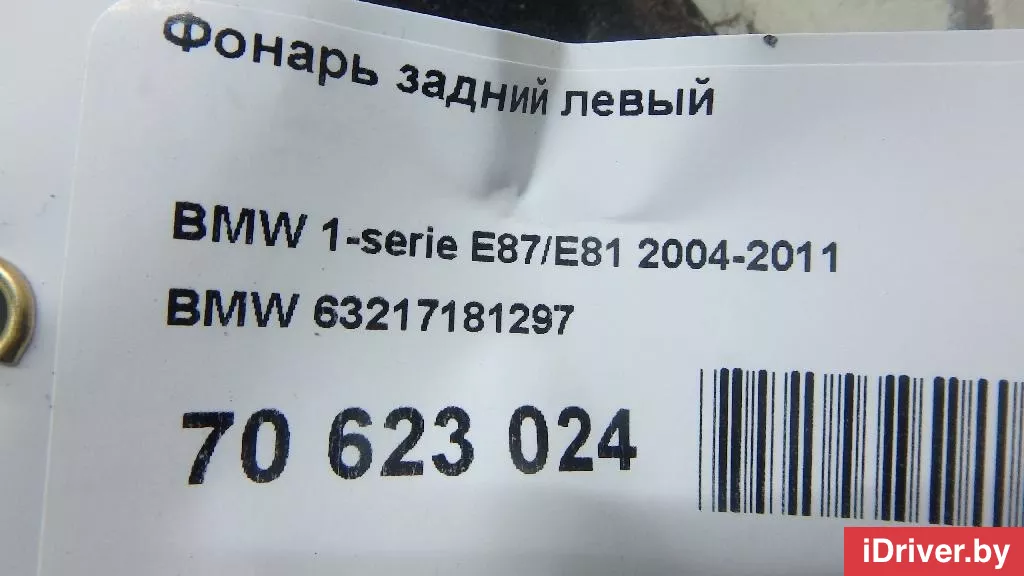 Фонарь задний левый
BMW 1-serie E87/E81 2004-2011
BMW 63217181297
70 623 024
iDriver.by